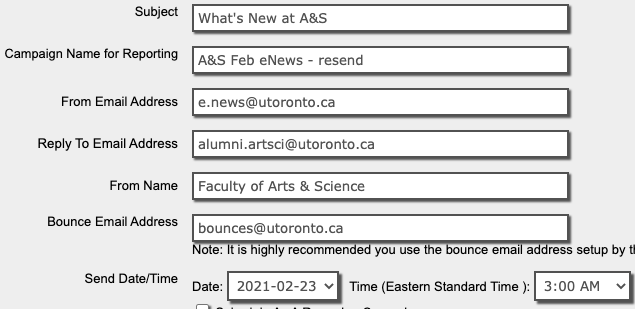 Subject What's New at A&S
Campaign Name for Reporting A&S Feb eNews - resend
From Email Address e.news@utoronto.ca
Reply To Email Address alumni.artsci@utoronto.ca
From Name Faculty of Arts & Science
Bounce Email Address bounces@utoronto.ca
Note: It is highly recommended you use the bounce email address setup by
Send Date/Time Date: 2021-02-23 Time (Eastern Standard Time ): 3:00 AM